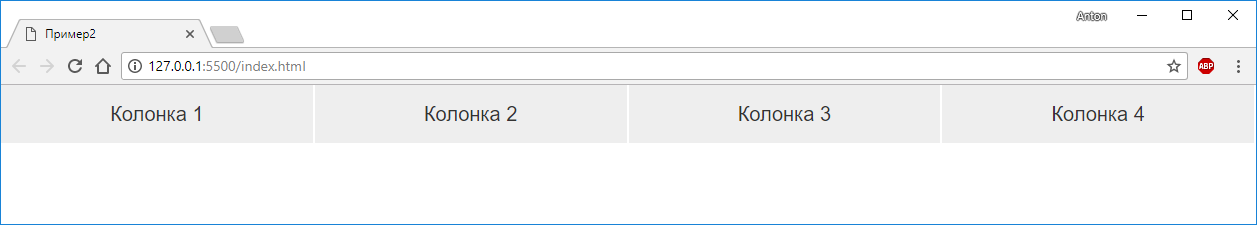 Anton
Пример2
127.0.0.1:5500/index.html
ABP
Колонка 1 Колонка 2 Колонка 3 Колонка 4